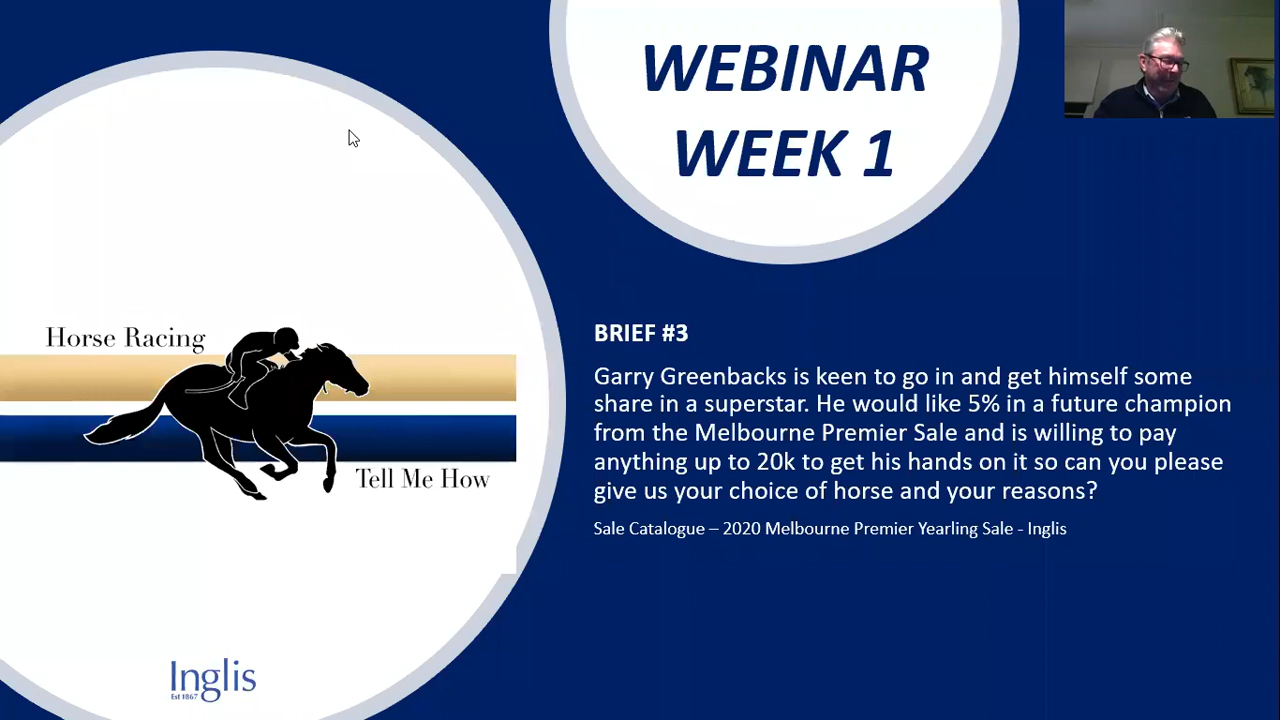 WEBINAR
WEEK 1
Horse Racing
Tell Me How
BRIEF #3
Garry Greenbacks is keen to go in and get himself some
share in a superstar. He would like 5% in a future champion
from the Melbourne Premier Sale and is willing to pay
anything up to 20k to get his hands on it so can you please
give us your choice of horse and your reasons?
Sale Catalogue – 2020 Melbourne Premier Yearling Sale - Inglis
Inglis
Est 1867